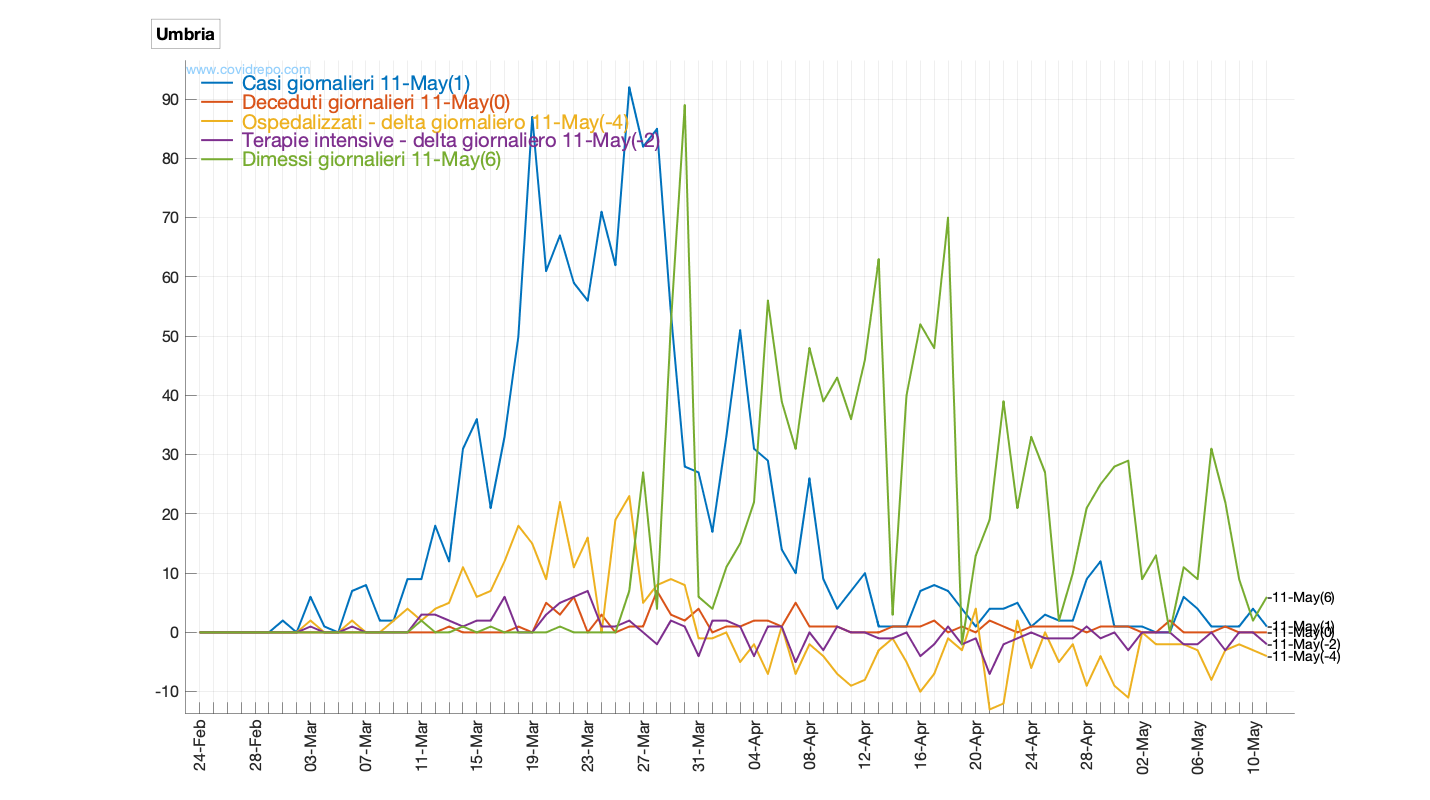 Umbria
www.covidrepo.com
Casi giornalieri 11-May(1)
Deceduti giornalieri 11-May(0)
Ospedalizzati - delta giornaliero 11-May(-4)
Terapie intensive - delta giornaliero 11-May(-2)
Dimessi giornalieri 11-May(6)
90
80
70
60
50
40
30
20
10
0
-10
-11-May(6)
-11-May(1)
-11-May(0)
-11-May(-2)
-11-May(-4)
24-Feb
28-Feb
03-Mar
07-Mar
11-Mar
15-Mar
19-Mar
23-Mar
27-Mar
31-Mar
04-Apr
08-Apr
12-Apr
16-Apr
20-Apr
24-Apr
28-Apr
02-May
06-May
10-May